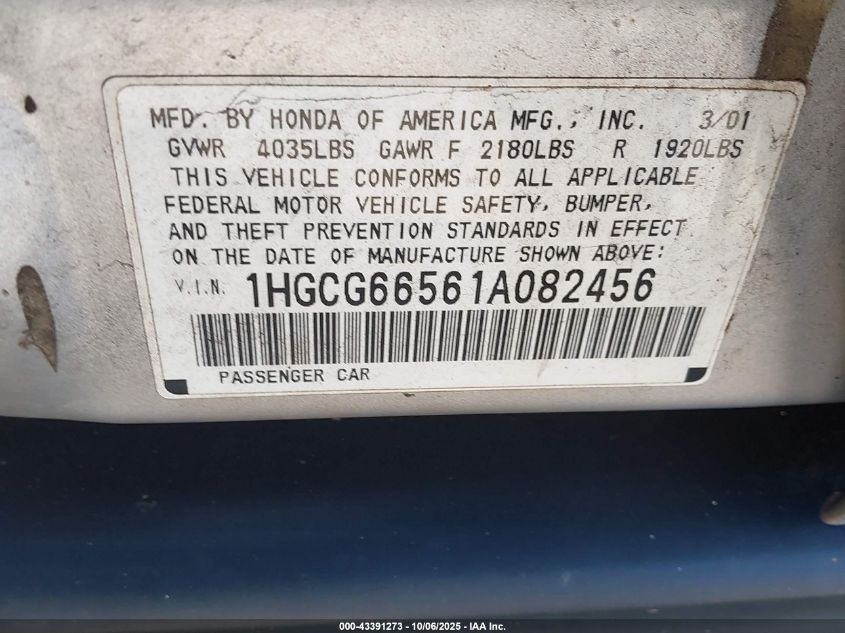 MFD. BY HONDA OF AMERICA MFG., INC. 3/01
GVWR 4035LBS GAWR F 2180LBS R 1920LBS
THIS VEHICLE CONFORMS TO ALL APPLICABLE
FEDERAL MOTOR VEHICLE SAFETY, BUMPER,
AND THEFT PREVENTION STANDARDS IN EFFECT
ON THE DATE OF MANUFACTURE SHOWN ABOVE:
V.I.N. 1HGCG66561A082456
PASSENGER CAR
000-43391273 - 10/06/2025 - IAA Inc.